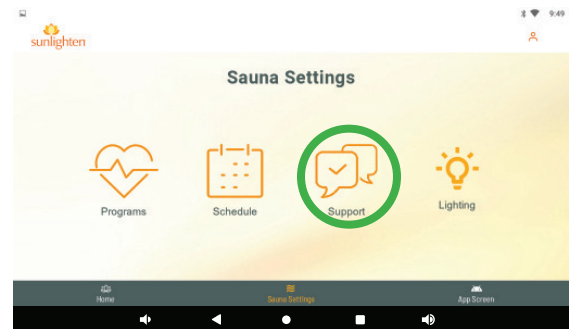 9:49
sunlighten
Sauna Settings
Programs
Schedule
Support
Lighting
Home
Sauna Settings
App Screen